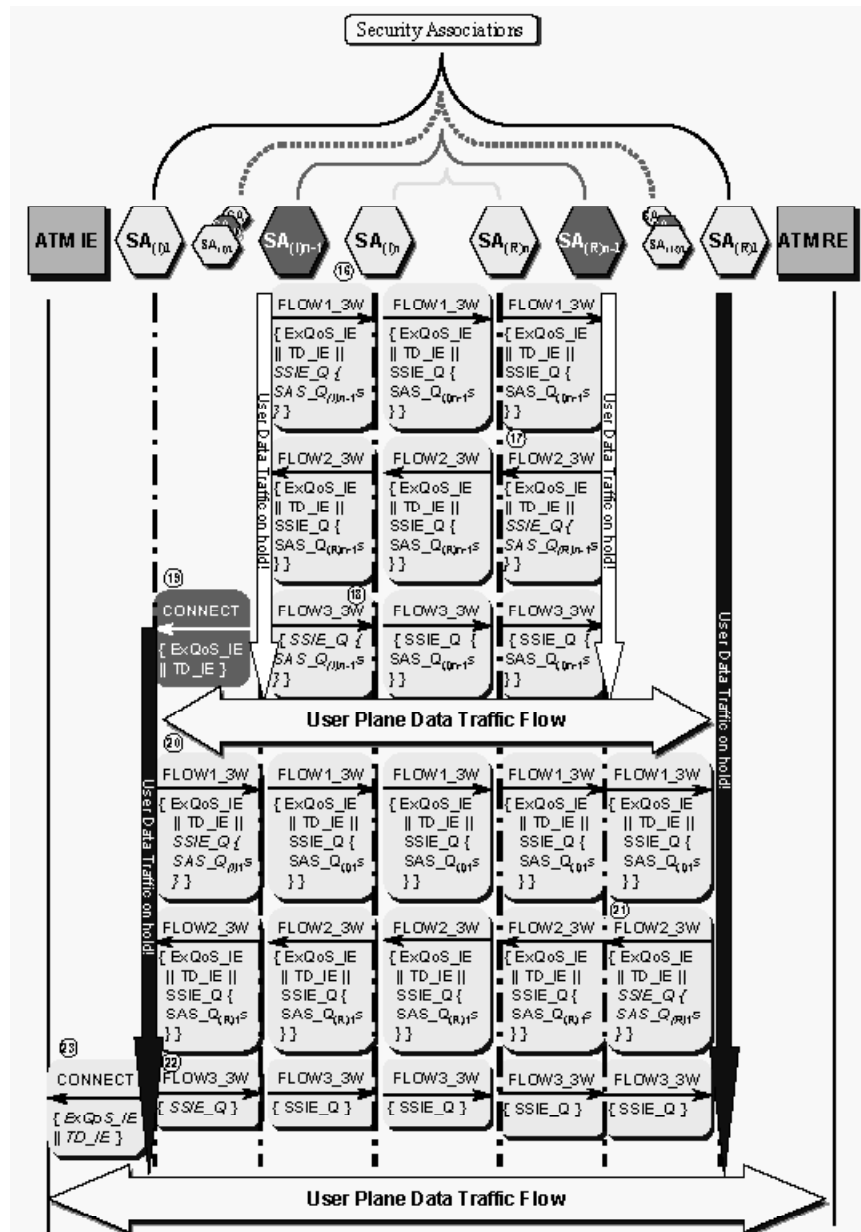 Security Associations
ATM IE
SA(I)1
SA(I)n-1
SA(I)n
SA(R)n
SA(R)n-1
SA(R)1
ATM RE
16
FLOW1_3W
{ ExQoS_IE
|| TD_IE ||
SSIE_Q {
SAS_Q(I)n-1s
} }
FLOW1_3W
{ ExQoS_IE
|| TD_IE ||
SSIE_Q {
SAS_Q(I)n-1s
} }
FLOW1_3W
{ ExQoS_IE
|| TD_IE ||
SSIE_Q {
SAS_Q(I)n-1s
} }
User Data Traffic on hold!
User Data Traffic on hold!
17
FLOW2_3W
{ ExQoS_IE
|| TD_IE ||
SSIE_Q {
SAS_Q(R)n-1s
} }
FLOW2_3W
{ ExQoS_IE
|| TD_IE ||
SSIE_Q {
SAS_Q(R)n-1s
} }
FLOW2_3W
{ ExQoS_IE
|| TD_IE ||
SSIE_Q {
SAS_Q(R)n-1s
} }
19
CONNECT
{ ExQoS_IE
|| TD_IE }
18
FLOW3_3W
{ SSIE_Q {
SAS_Q(I)n-1s
} }
FLOW3_3W
{ SSIE_Q {
SAS_Q(I)n-1s
} }
FLOW3_3W
{ SSIE_Q {
SAS_Q(I)n-1s
} }
User Data Traffic on hold!
User Plane Data Traffic Flow
20
FLOW1_3W
{ ExQoS_IE
|| TD_IE ||
SSIE_Q {
SAS_Q(I)1s
} }
FLOW1_3W
{ ExQoS_IE
|| TD_IE ||
SSIE_Q {
SAS_Q(I)1s
} }
FLOW1_3W
{ ExQoS_IE
|| TD_IE ||
SSIE_Q {
SAS_Q(I)1s
} }
FLOW1_3W
{ ExQoS_IE
|| TD_IE ||
SSIE_Q {
SAS_Q(I)1s
} }
FLOW1_3W
{ ExQoS_IE
|| TD_IE ||
SSIE_Q {
SAS_Q(I)1s
} }
User Data Traffic on hold!
21
FLOW2_3W
{ ExQoS_IE
|| TD_IE ||
SSIE_Q {
SAS_Q(R)1s
} }
FLOW2_3W
{ ExQoS_IE
|| TD_IE ||
SSIE_Q {
SAS_Q(R)1s
} }
FLOW2_3W
{ ExQoS_IE
|| TD_IE ||
SSIE_Q {
SAS_Q(R)1s
} }
FLOW2_3W
{ ExQoS_IE
|| TD_IE ||
SSIE_Q {
SAS_Q(R)1s
} }
FLOW2_3W
{ ExQoS_IE
|| TD_IE ||
SSIE_Q {
SAS_Q(R)1s
} }
23
CONNECT
{ ExQoS_IE
|| TD_IE }
22
FLOW3_3W
{ SSIE_Q }
FLOW3_3W
{ SSIE_Q }
FLOW3_3W
{ SSIE_Q }
FLOW3_3W
{ SSIE_Q }
FLOW3_3W
{ SSIE_Q }
User Plane Data Traffic Flow